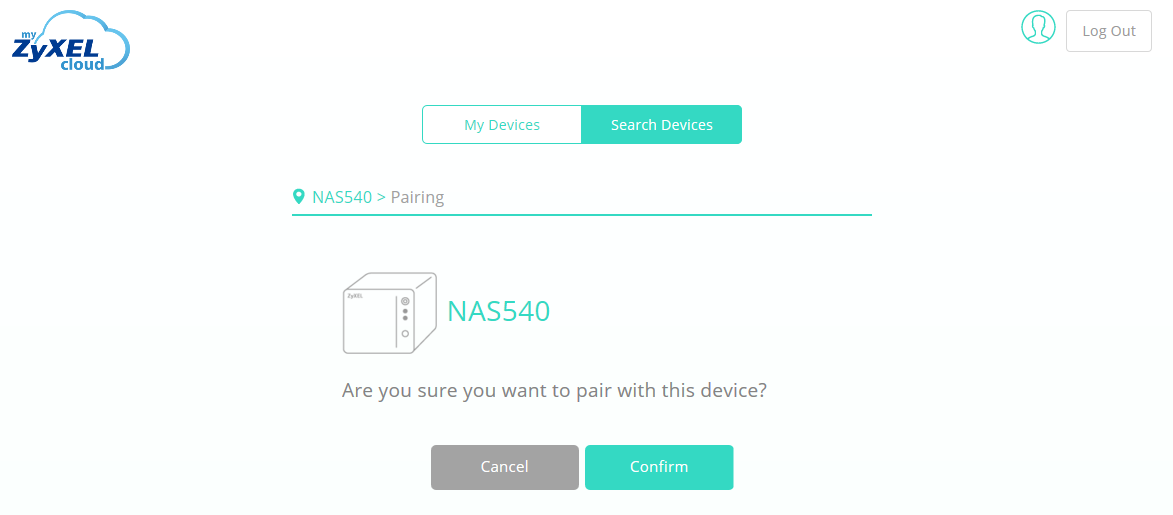 my
ZyXEL
cloud
Log Out
My Devices
Search Devices
NAS540 > Pairing
ZyXEL
NAS540
Are you sure you want to pair with this device?
Cancel
Confirm